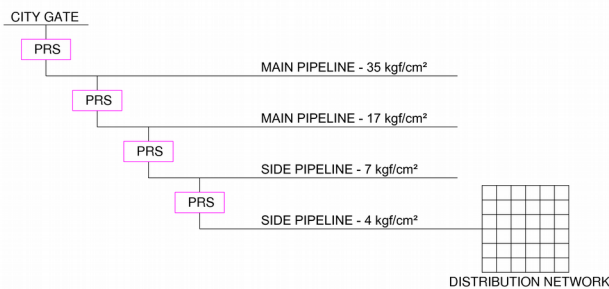 CITY GATE
PRS
MAIN PIPELINE - 35 kgf/cm²
PRS
MAIN PIPELINE - 17 kgf/cm²
PRS
SIDE PIPELINE - 7 kgf/cm²
PRS
SIDE PIPELINE - 4 kgf/cm²
DISTRIBUTION NETWORK